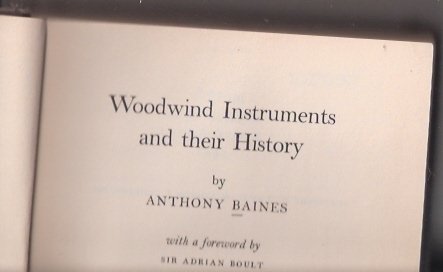 Woodwind Instruments
and their History
by
ANTHONY BAINES
with a foreword by
SIR ADRIAN BOULT